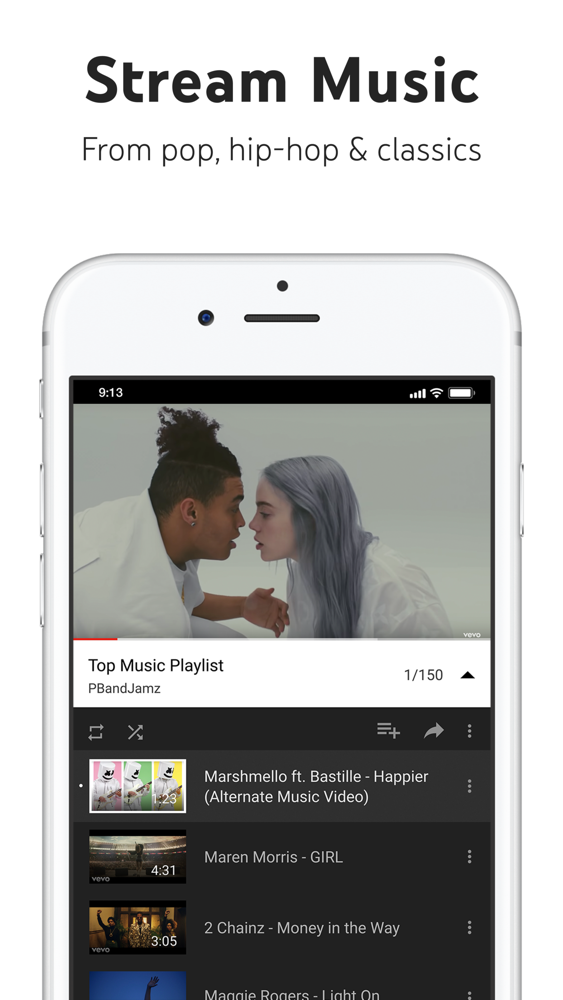 Stream Music
From pop, hip-hop & classics
9:13
vevo
Top Music Playlist
PBandJamz
1/150
1:23
Marshmello ft. Bastille - Happier
(Alternate Music Video)
vevo
4:31
Maren Morris - GIRL
vevo
3:05
2 Chainz - Money in the Way
Maggie Rogers - Light On